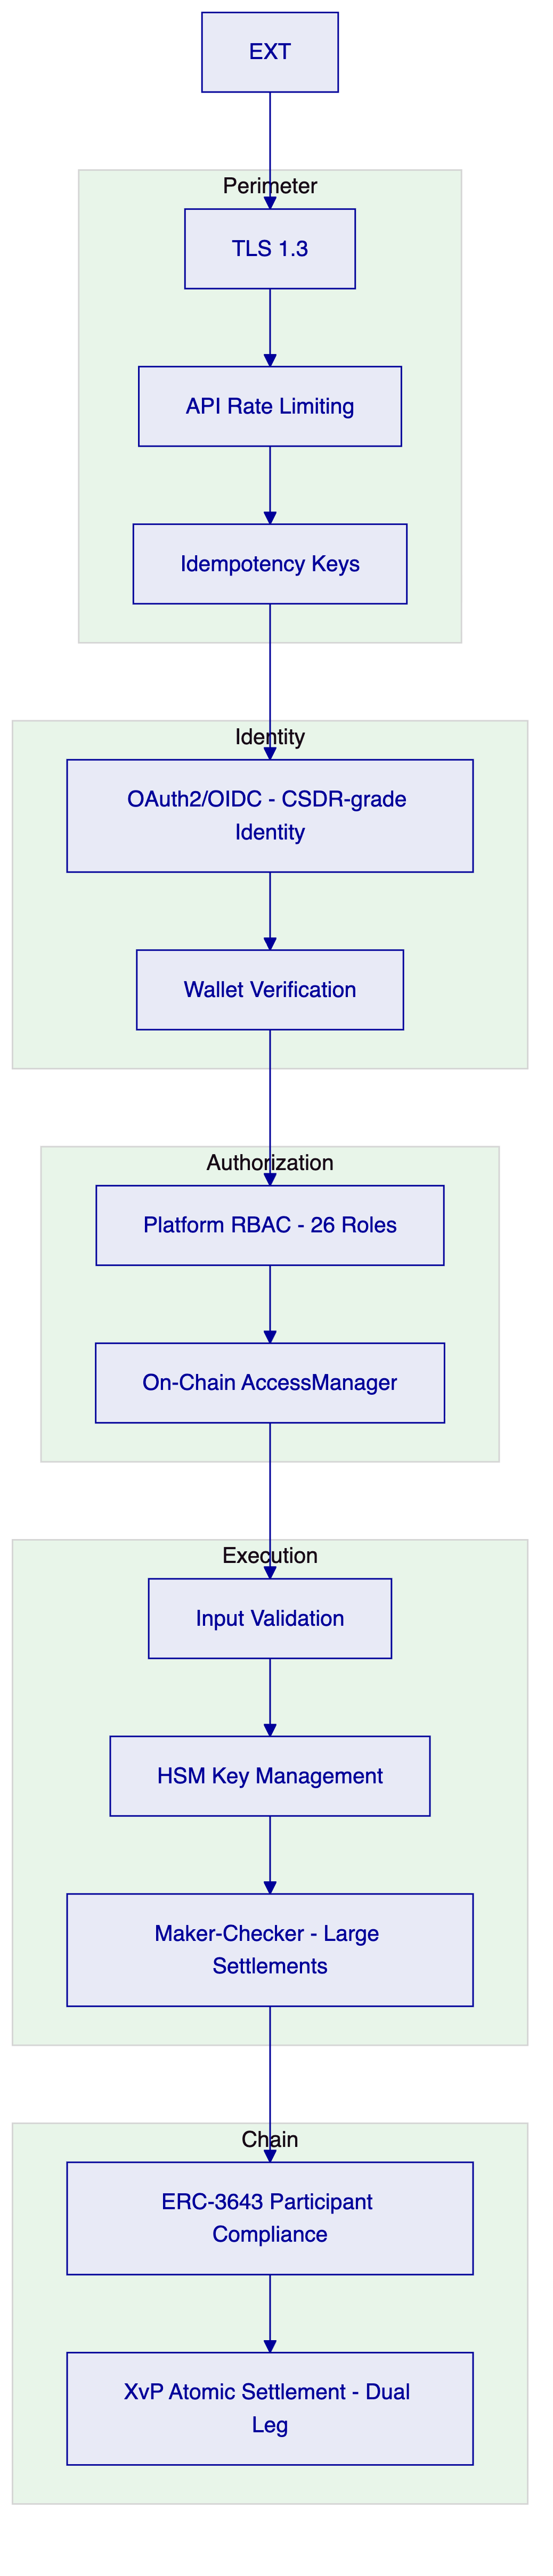 EXT
Perimeter
TLS 1.3
API Rate Limiting
Idempotency Keys
Identity
OAuth2/OIDC - CSDR-grade
Identity
Wallet Verification
Authorization
Platform RBAC - 26 Roles
On-Chain AccessManager
Execution
Input Validation
HSM Key Management
Maker-Checker - Large
Settlements
Chain
ERC-3643 Participant
Compliance
XvP Atomic Settlement - Dual
Leg